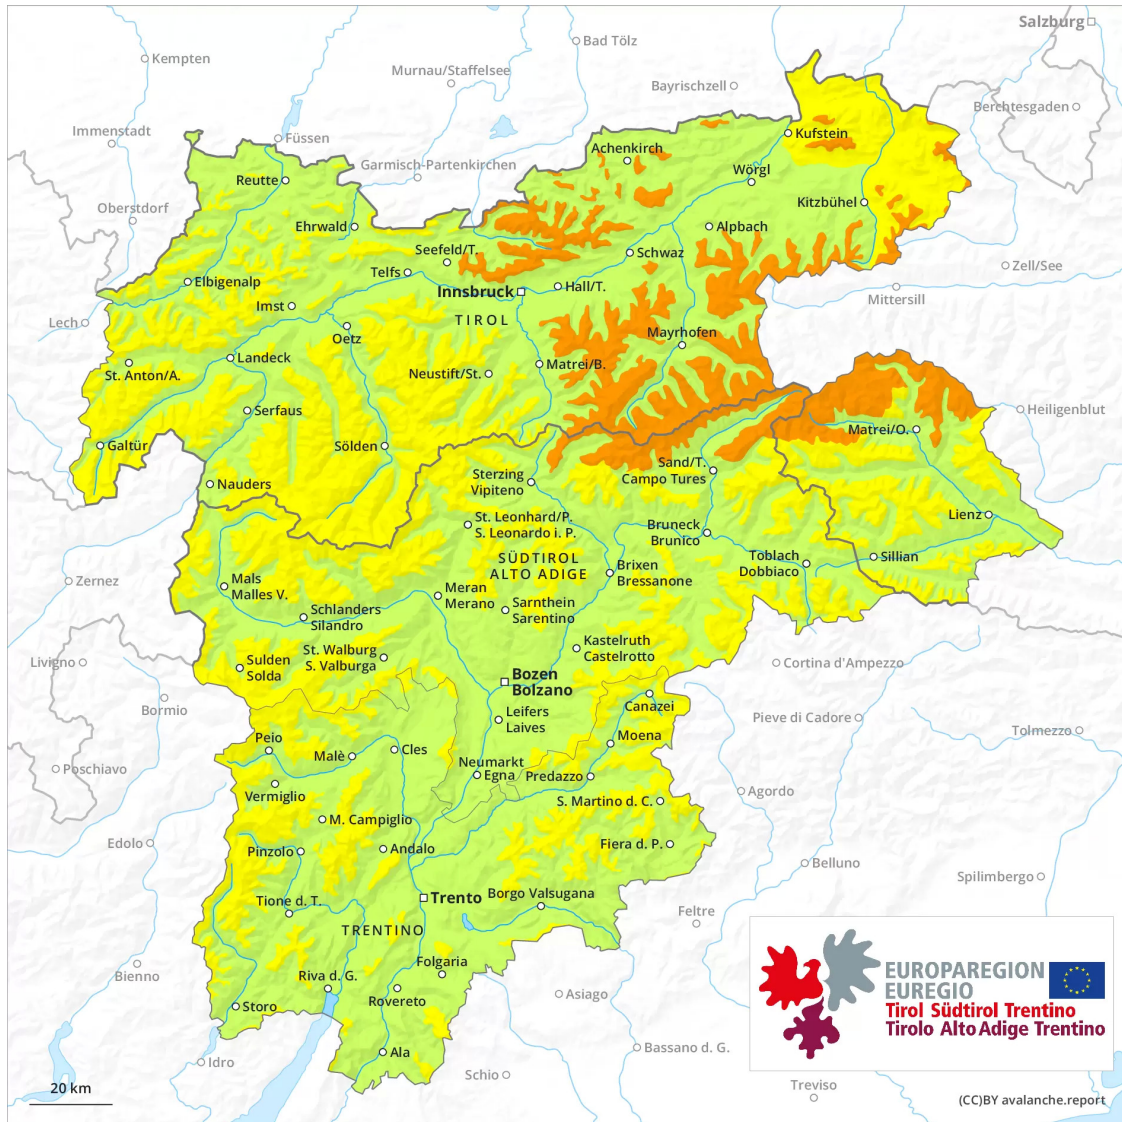 Salzburg
Bad Tölz
Kempten
Murnau/Staffelsee
Bayrischzell
Berchtesgaden
Immenstadt
Füssen
Kufstein
Achenkirch
Garmisch-Partenkirchen
Wörgl
Reutte
Kitzbühel
Oberstdorf
Ehrwald
Alpbach
Seefeld/T.
Schwaz
Zell/See
Telfs
Elbigenalp
Hall/T.
Innsbruck
Mittersill
Imst
TIROL
Lech
Mayrhofen
Oetz
Landeck
Matrei/B.
St. Anton/A.
Neustift/St.
Serfaus
Heiligenblut
Matrei/O.
Galtür
Sölden
Sand/T.
Campo Tures
Sterzing
Vipiteno
Nauders
Lienz
St. Leonhard/P.
S. Leonardo i. P.
Bruneck
Brunico
SÜDTIROL
ALTO ADIGE
Toblach
Dobbiaco
Sillian
Brixen
Bressanone
Zernez
Mals
Malles V.
Meran
Merano
Sarnthein
Sarentino
Schlanders
Silandro
Kastelruth
Castelrotto
St. Walburg
S. Valburga
Livigno
Sulden
Solda
Cortina d'Ampezzo
Bozen
Bolzano
Bormio
Canazei
Leifers
Laives
Pieve di Cadore
Tolmezzo
Peio
Moena
Cles
Malè
Poschiavo
Neumarkt
Egna
Predazzo
Vermiglio
Agordo
S. Martino d. C.
M. Campiglio
Edolo
Fiera d. P.
Pinzolo
Andalo
Belluno
Spilimbergo
Borgo Valsugana
Trento
Tione d. T.
Feltre
TRENTINO
Folgaria
Bienno
Riva d. G.
EUROPAREGION
EUREGIO
Tirol Südtirol Trentino
Tirolo Alto Adige Trentino
Asiago
Rovereto
Storo
Bassano d. G.
Ala
Idro
Schio
Treviso
20 km
(CC)BY avalanche.report